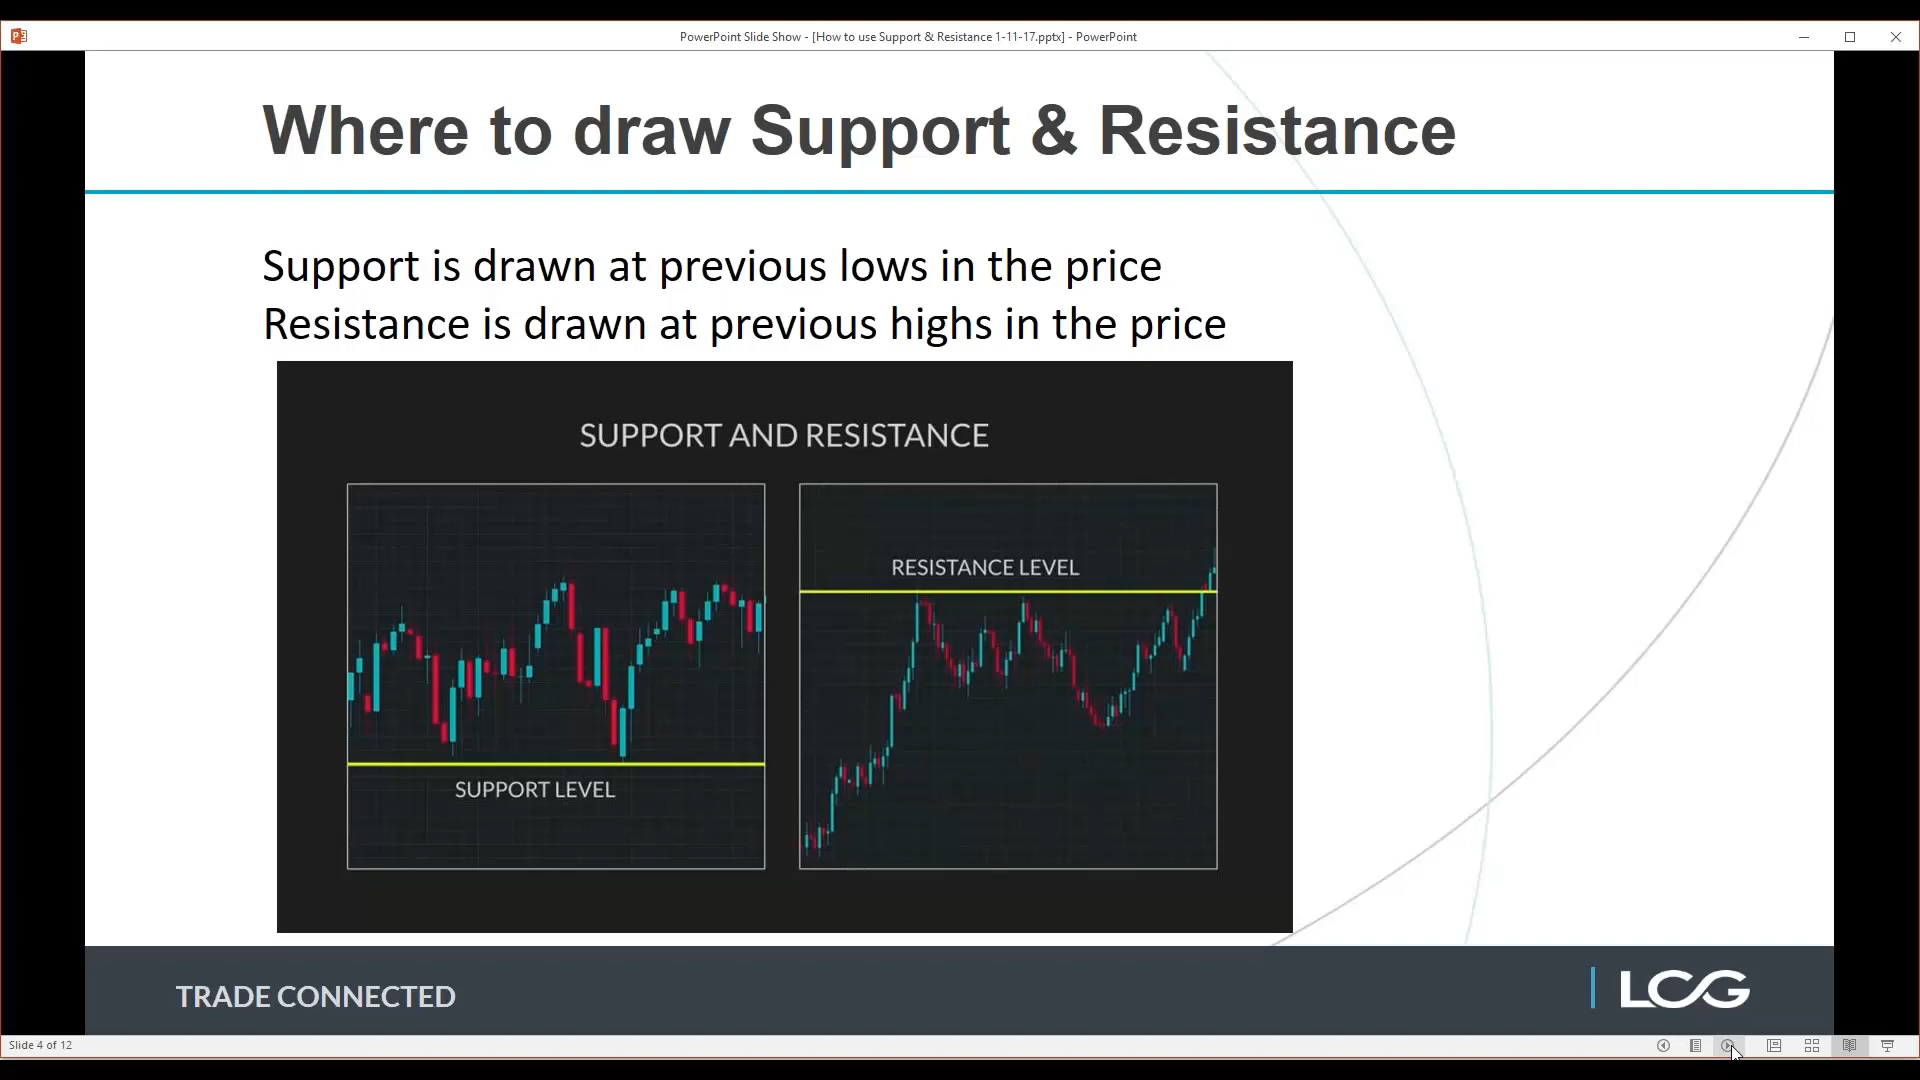 PowerPoint Slide Show - [How to use Support & Resistance 1-11-17.pptx] - PowerPoint
Where to draw Support & Resistance
Support is drawn at previous lows in the price
Resistance is drawn at previous highs in the price
SUPPORT AND RESISTANCE
RESISTANCE LEVEL
SUPPORT LEVEL
TRADE CONNECTED
LCG
Slide 4 of 12